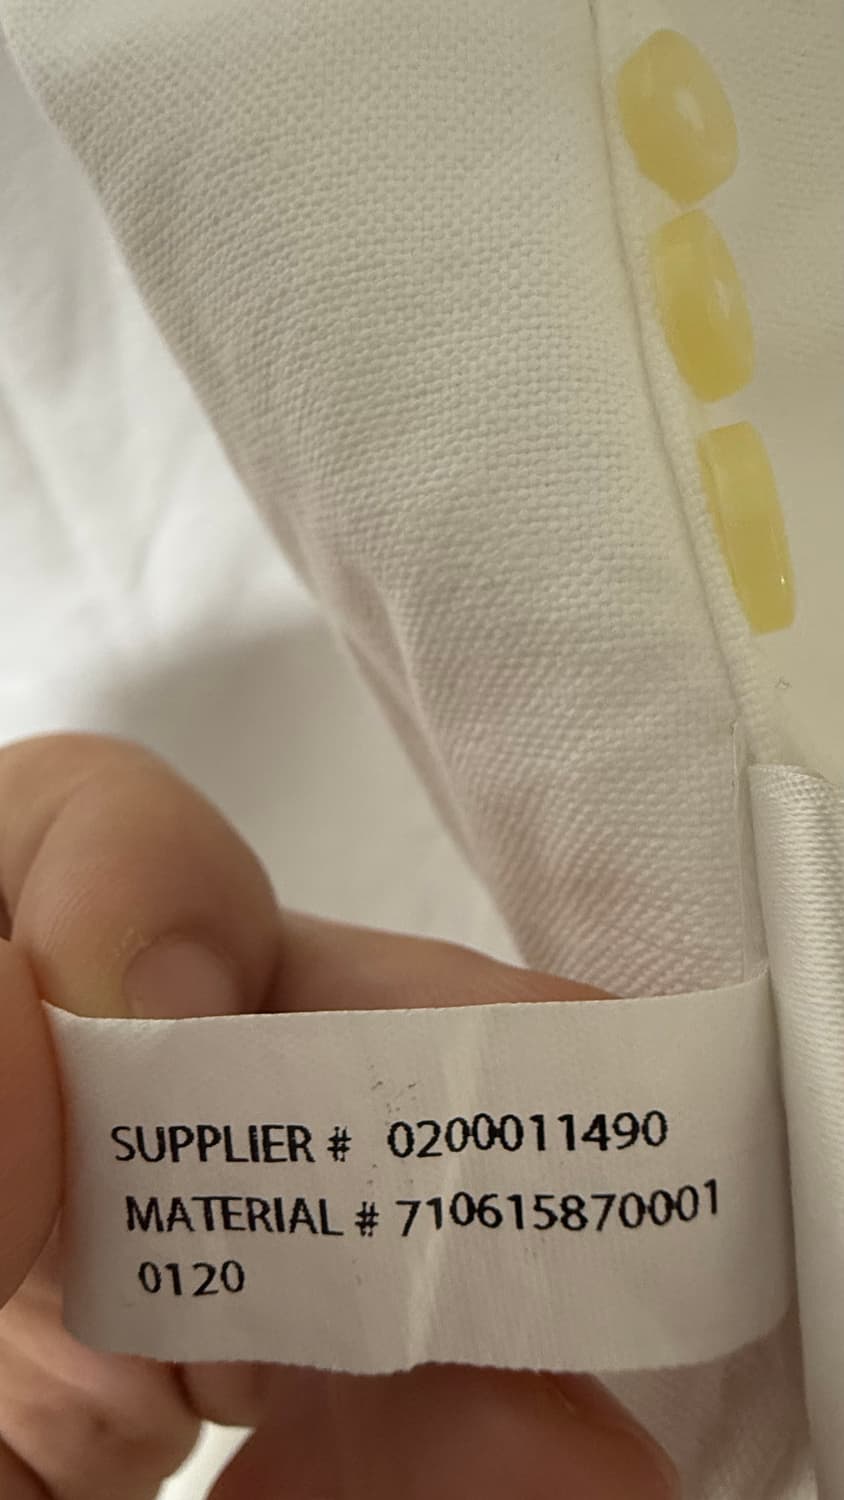 SUPPLIER # 0200011490
MATERIAL # 710615870001
0120